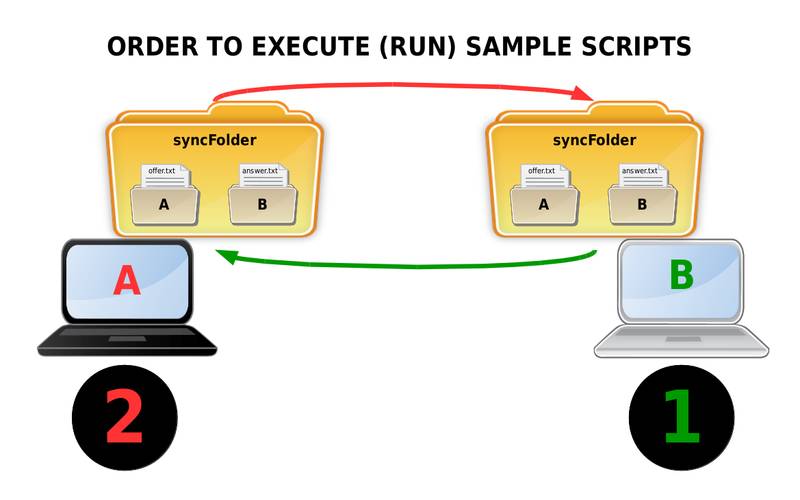 ORDER TO EXECUTE (RUN) SAMPLE SCRIPTS
syncFolder
offer.txt
answer.txt
A
B
syncFolder
offer.txt
answer.txt
A
B
A
B
2
1